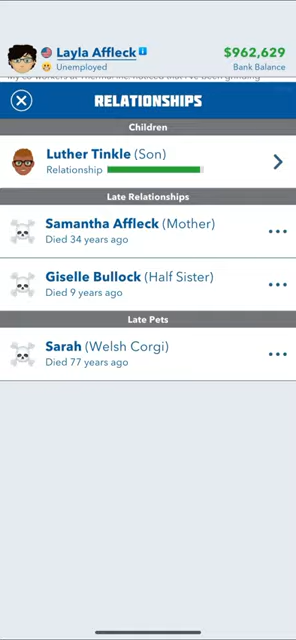 Layla Affleck i
$962,629
Unemployed
Bank Balance
RELATIONSHIPS
Children
Luther Tinkle (Son)
Relationship
Late Relationships
Samantha Affleck (Mother)
Died 34 years ago
Giselle Bullock (Half Sister)
Died 9 years ago
Late Pets
Sarah (Welsh Corgi)
Died 77 years ago